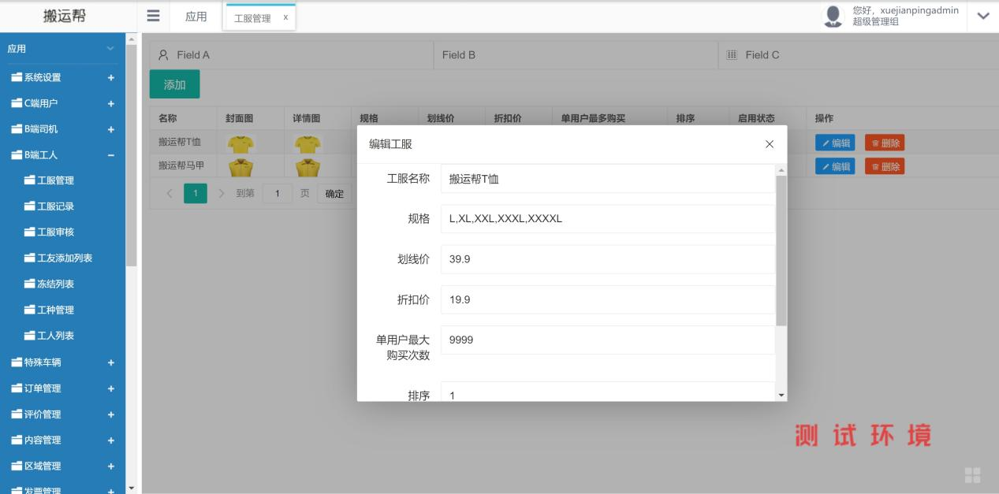 搬运帮
应用
工服管理
x
您好，xuejianpingadmin
超级管理组
应用
系统设置
C端用户
B端司机
B端工人
工服管理
工服记录
工服审核
工友添加列表
冻结列表
工种管理
工人列表
特殊车辆
订单管理
评价管理
内容管理
区域管理
发票管理
Field A
Field B
Field C
添加
名称 封面图 详情图 规格 划线价 折扣价 单用户最多购买 排序 启用状态 操作
搬运帮T恤 编辑 删除
搬运帮马甲 编辑 删除
1 到第 1 页 确定
编辑工服
工服名称 搬运帮T恤
规格 L,XL,XXL,XXXL,XXXXL
划线价 39.9
折扣价 19.9
单用户最大 9999
购买次数
排序 1
测试环境